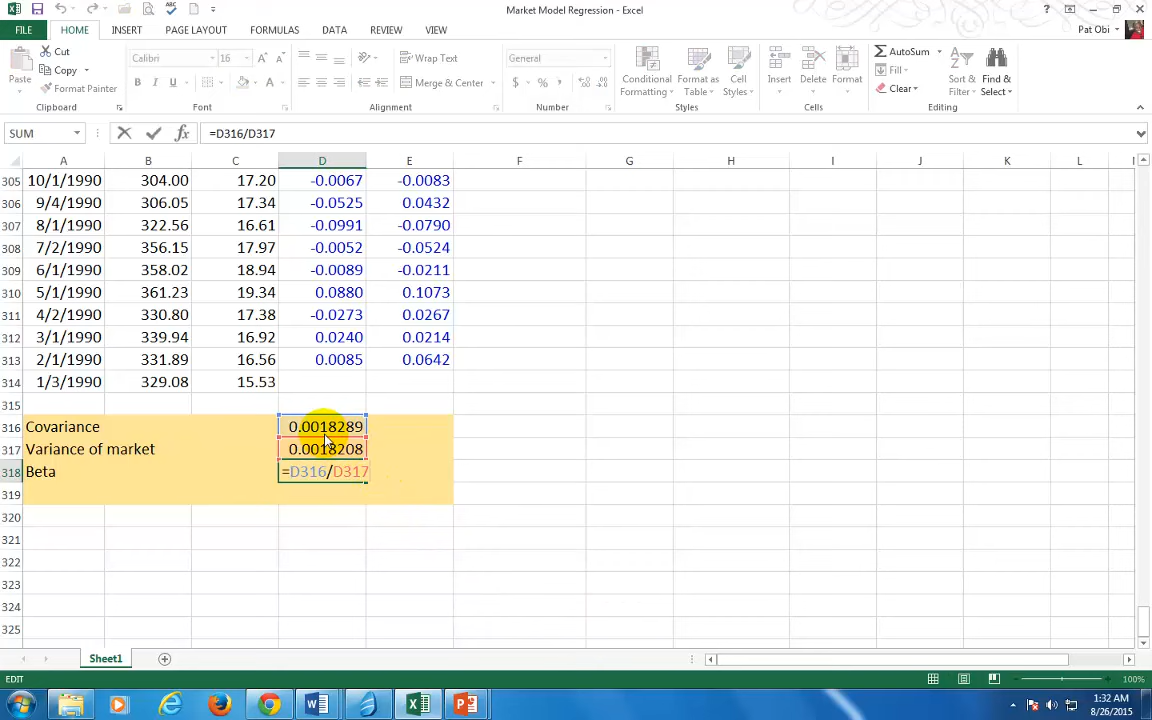 Market Model Regression - Excel
FILE HOME INSERT PAGE LAYOUT FORMULAS DATA REVIEW VIEW Pat Obi
Cut
Copy
Format Painter
Paste
Clipboard
Calibri 16
B I U
Font
Wrap Text
Merge & Center
Alignment
General
$ % ,
Number
Conditional Formatting
Format as Table
Cell Styles
Styles
Insert
Delete
Format
Cells
AutoSum
Fill
Clear
Sort & Filter
Find & Select
Editing
SUM fx =D316/D317
A B C D E F G H I J K L
305 10/1/1990 304.00 17.20 -0.0067 -0.0083
306 9/4/1990 306.05 17.34 -0.0525 0.0432
307 8/1/1990 322.56 16.61 -0.0991 -0.0790
308 7/2/1990 356.15 17.97 -0.0052 -0.0524
309 6/1/1990 358.02 18.94 -0.0089 -0.0211
310 5/1/1990 361.23 19.34 0.0880 0.1073
311 4/2/1990 330.80 17.38 -0.0273 0.0267
312 3/1/1990 339.94 16.92 0.0240 0.0214
313 2/1/1990 331.89 16.56 0.0085 0.0642
314 1/3/1990 329.08 15.53
315
316 Covariance 0.0018289
317 Variance of market 0.0018208
318 Beta =D316/D317
319
320
321
322
323
324
325
Sheet1
EDIT 100%
1:32 AM
8/26/2015